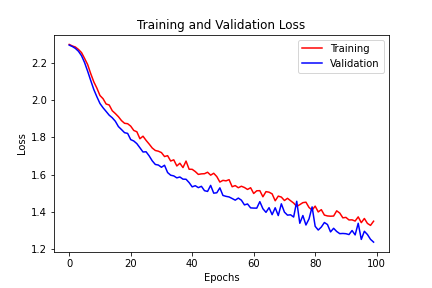 Training and Validation Loss
Training
Validation
2.2
2.0
1.8
1.6
1.4
1.2
Loss
0
20
40
60
80
100
Epochs